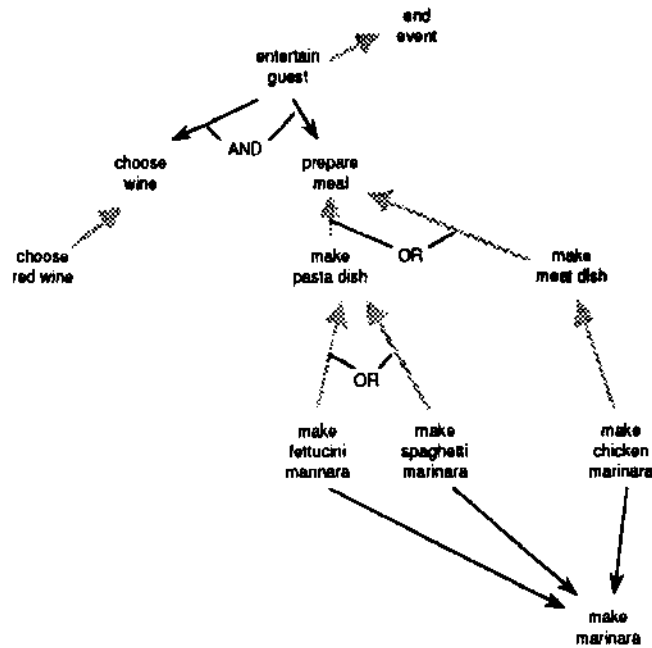 end
event
entertain
guest
AND
choose
wine
prepare
meal
choose
red wine
make
pasta dish
OR
make
meat dish
OR
make
fettucini
marinara
make
spaghetti
marinara
make
chicken
marinara
make
marinara